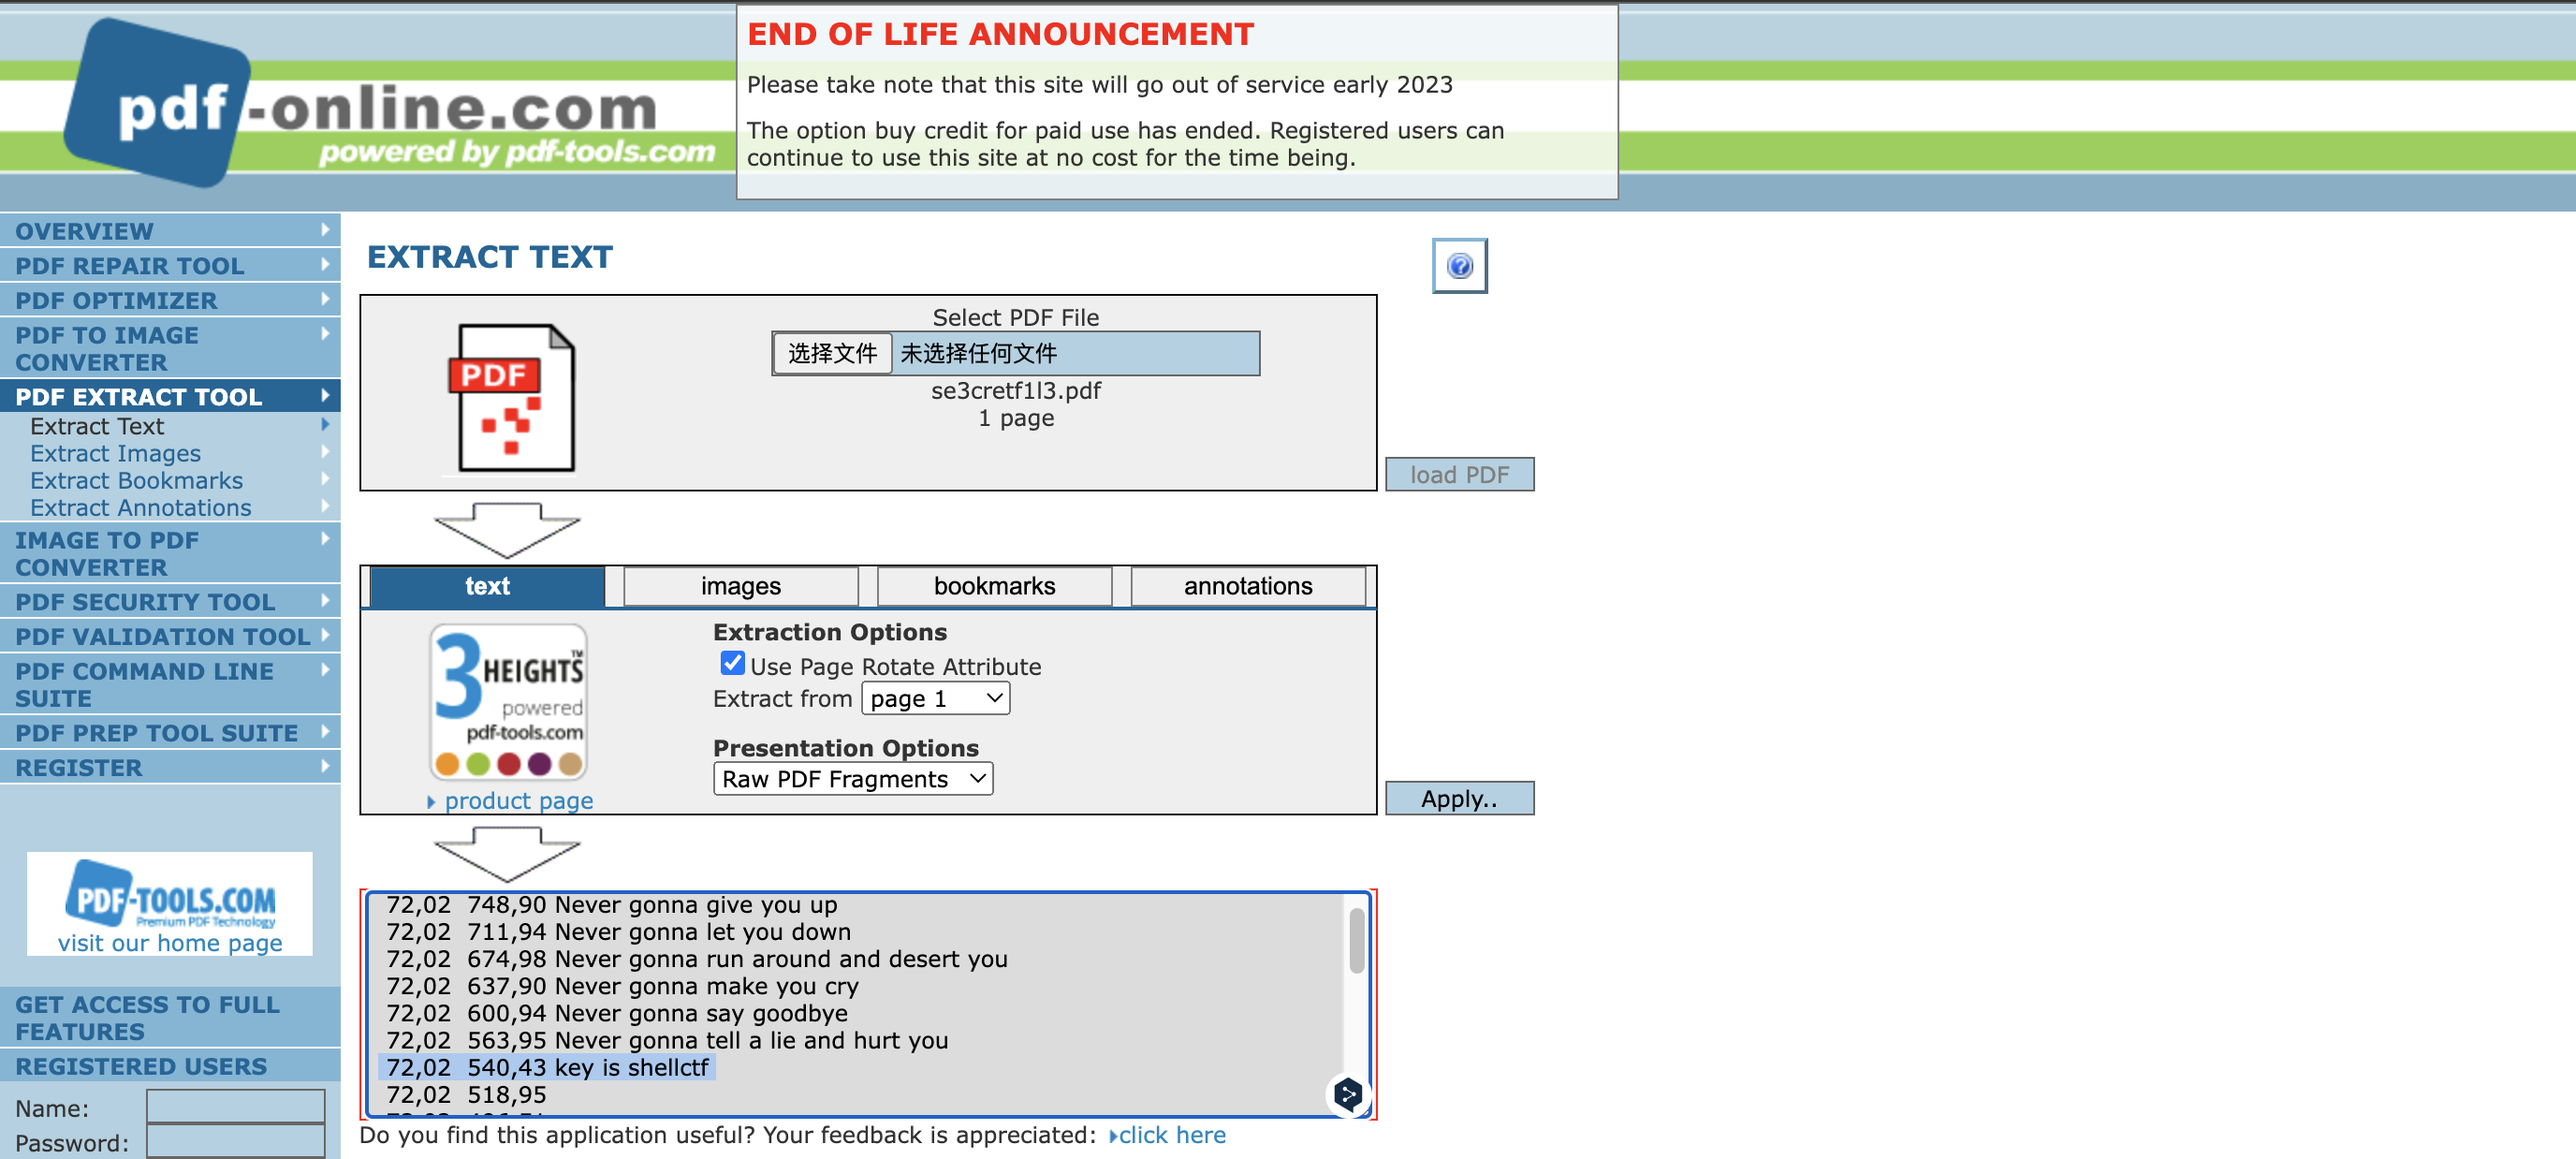 pdf-online.com
powered by pdf-tools.com
END OF LIFE ANNOUNCEMENT
Please take note that this site will go out of service early 2023
The option buy credit for paid use has ended. Registered users can
continue to use this site at no cost for the time being.
OVERVIEW
PDF REPAIR TOOL
PDF OPTIMIZER
PDF TO IMAGE
CONVERTER
PDF EXTRACT TOOL
Extract Text
Extract Images
Extract Bookmarks
Extract Annotations
IMAGE TO PDF
CONVERTER
PDF SECURITY TOOL
PDF VALIDATION TOOL
PDF COMMAND LINE
SUITE
PDF PREP TOOL SUITE
REGISTER
PDF-TOOLS.COM
Premium PDF Technology
visit our home page
GET ACCESS TO FULL
FEATURES
REGISTERED USERS
Name:
Password:
EXTRACT TEXT
?
PDF
Select PDF File
选择文件 未选择任何文件
se3cretf1l3.pdf
1 page
load PDF
text images bookmarks annotations
3 HEIGHTS™
powered
pdf-tools.com
product page
Extraction Options
Use Page Rotate Attribute
Extract from page 1
Presentation Options
Raw PDF Fragments
Apply..
72,02 748,90 Never gonna give you up
72,02 711,94 Never gonna let you down
72,02 674,98 Never gonna run around and desert you
72,02 637,90 Never gonna make you cry
72,02 600,94 Never gonna say goodbye
72,02 563,95 Never gonna tell a lie and hurt you
72,02 540,43 key is shellctf
72,02 518,95
Do you find this application useful? Your feedback is appreciated: click here